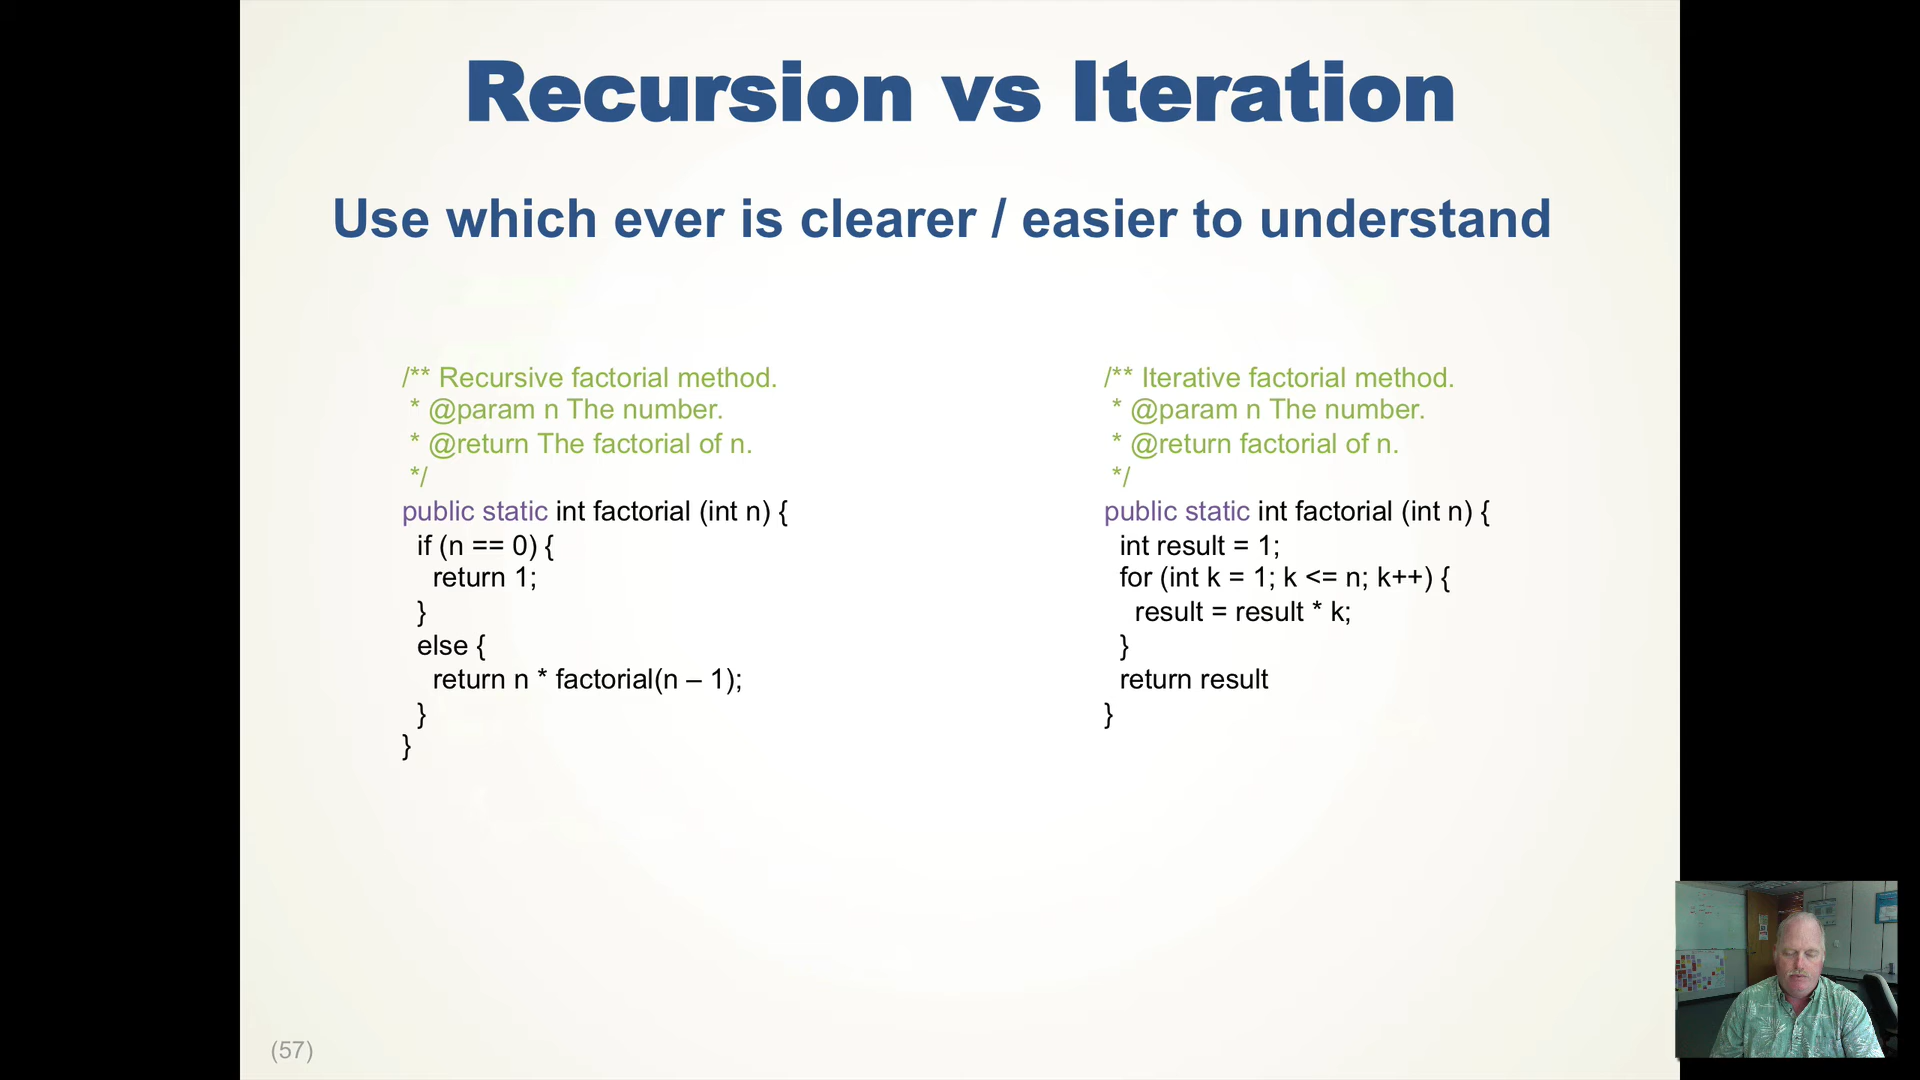 Recursion vs Iteration
Use which ever is clearer / easier to understand
/** Recursive factorial method.
* @param n The number.
* @return The factorial of n.
*/
public static int factorial (int n) {
if (n == 0) {
return 1;
}
else {
return n * factorial(n – 1);
}
}
/** Iterative factorial method.
* @param n The number.
* @return factorial of n.
*/
public static int factorial (int n) {
int result = 1;
for (int k = 1; k <= n; k++) {
result = result * k;
}
return result
}
(57)